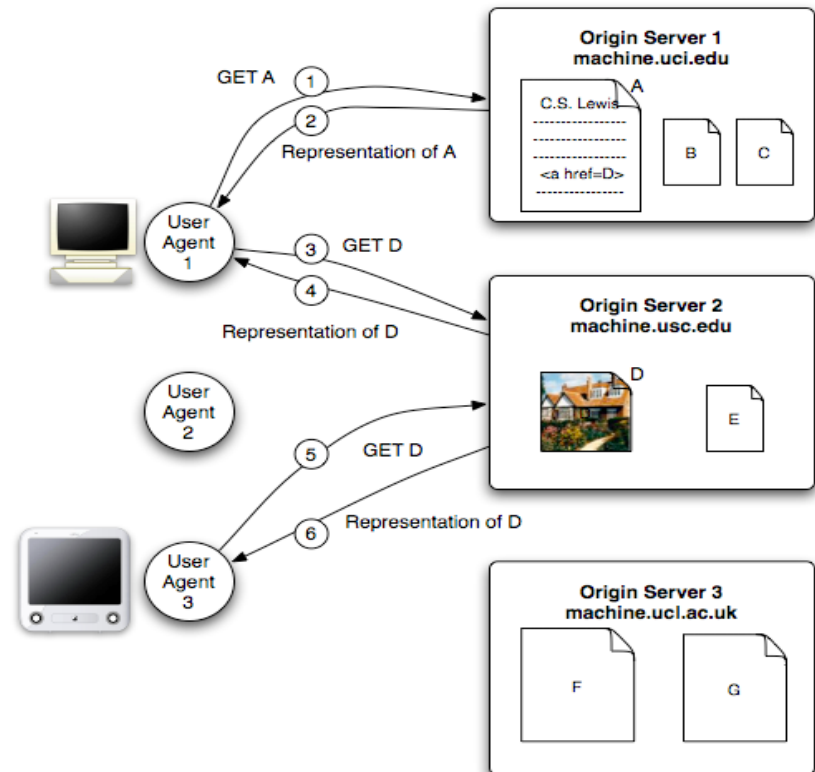 Origin Server 1
machine.uci.edu
GET A
1
A
C.S. Lewis
2
Representation of A
B
C
<a href=D>
User
Agent
1
3
GET D
4
Origin Server 2
machine.usc.edu
Representation of D
D
User
Agent
2
E
5
GET D
6
Representation of D
User
Agent
3
Origin Server 3
machine.ucl.ac.uk
F
G